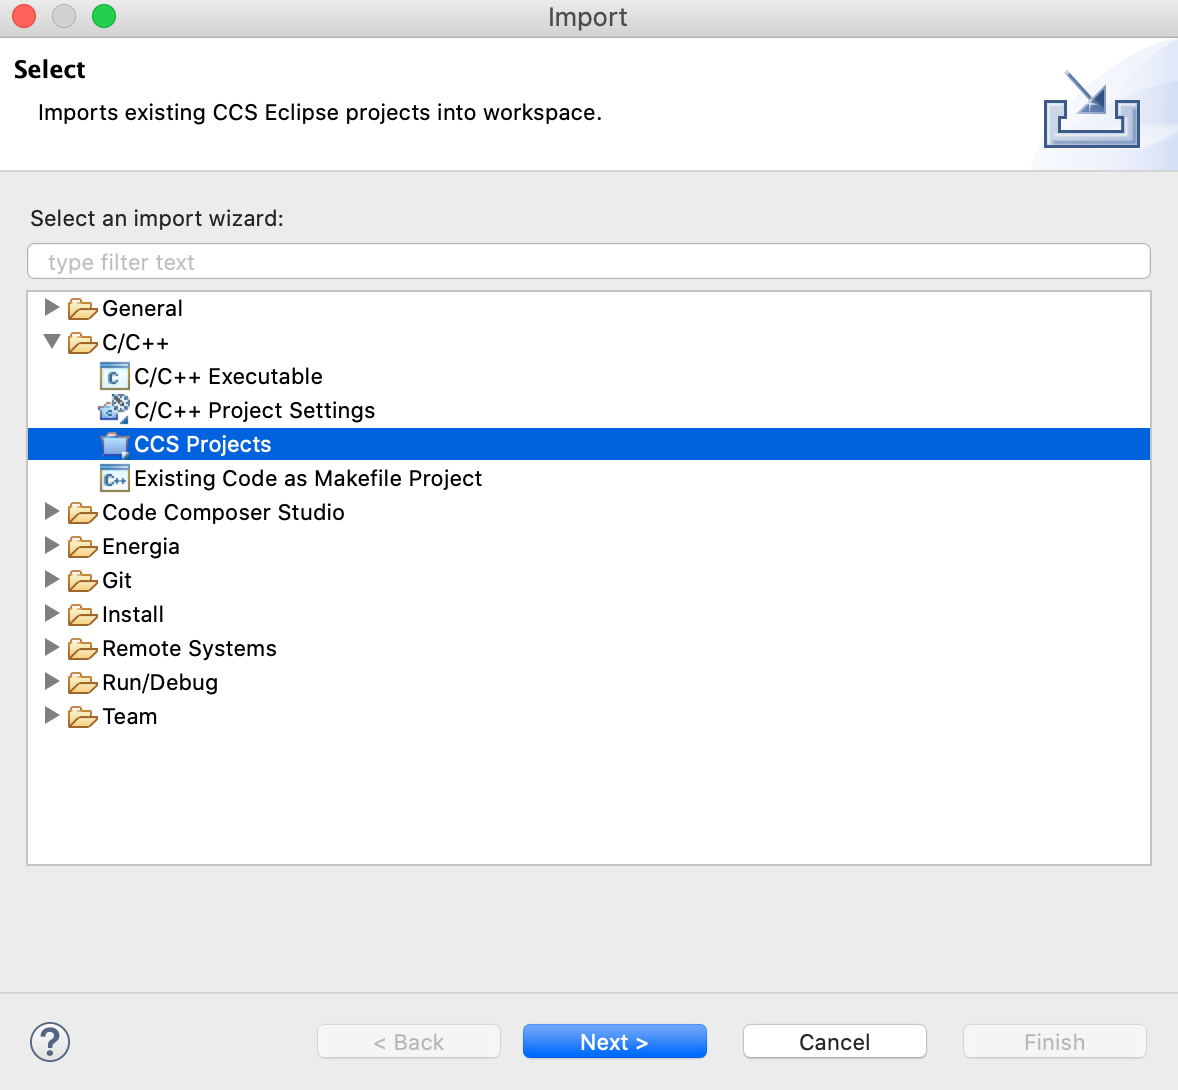 Import
Select
Imports existing CCS Eclipse projects into workspace.
Select an import wizard:
type filter text
General
C/C++
C/C++ Executable
C/C++ Project Settings
CCS Projects
Existing Code as Makefile Project
Code Composer Studio
Energia
Git
Install
Remote Systems
Run/Debug
Team
? < Back Next > Cancel Finish